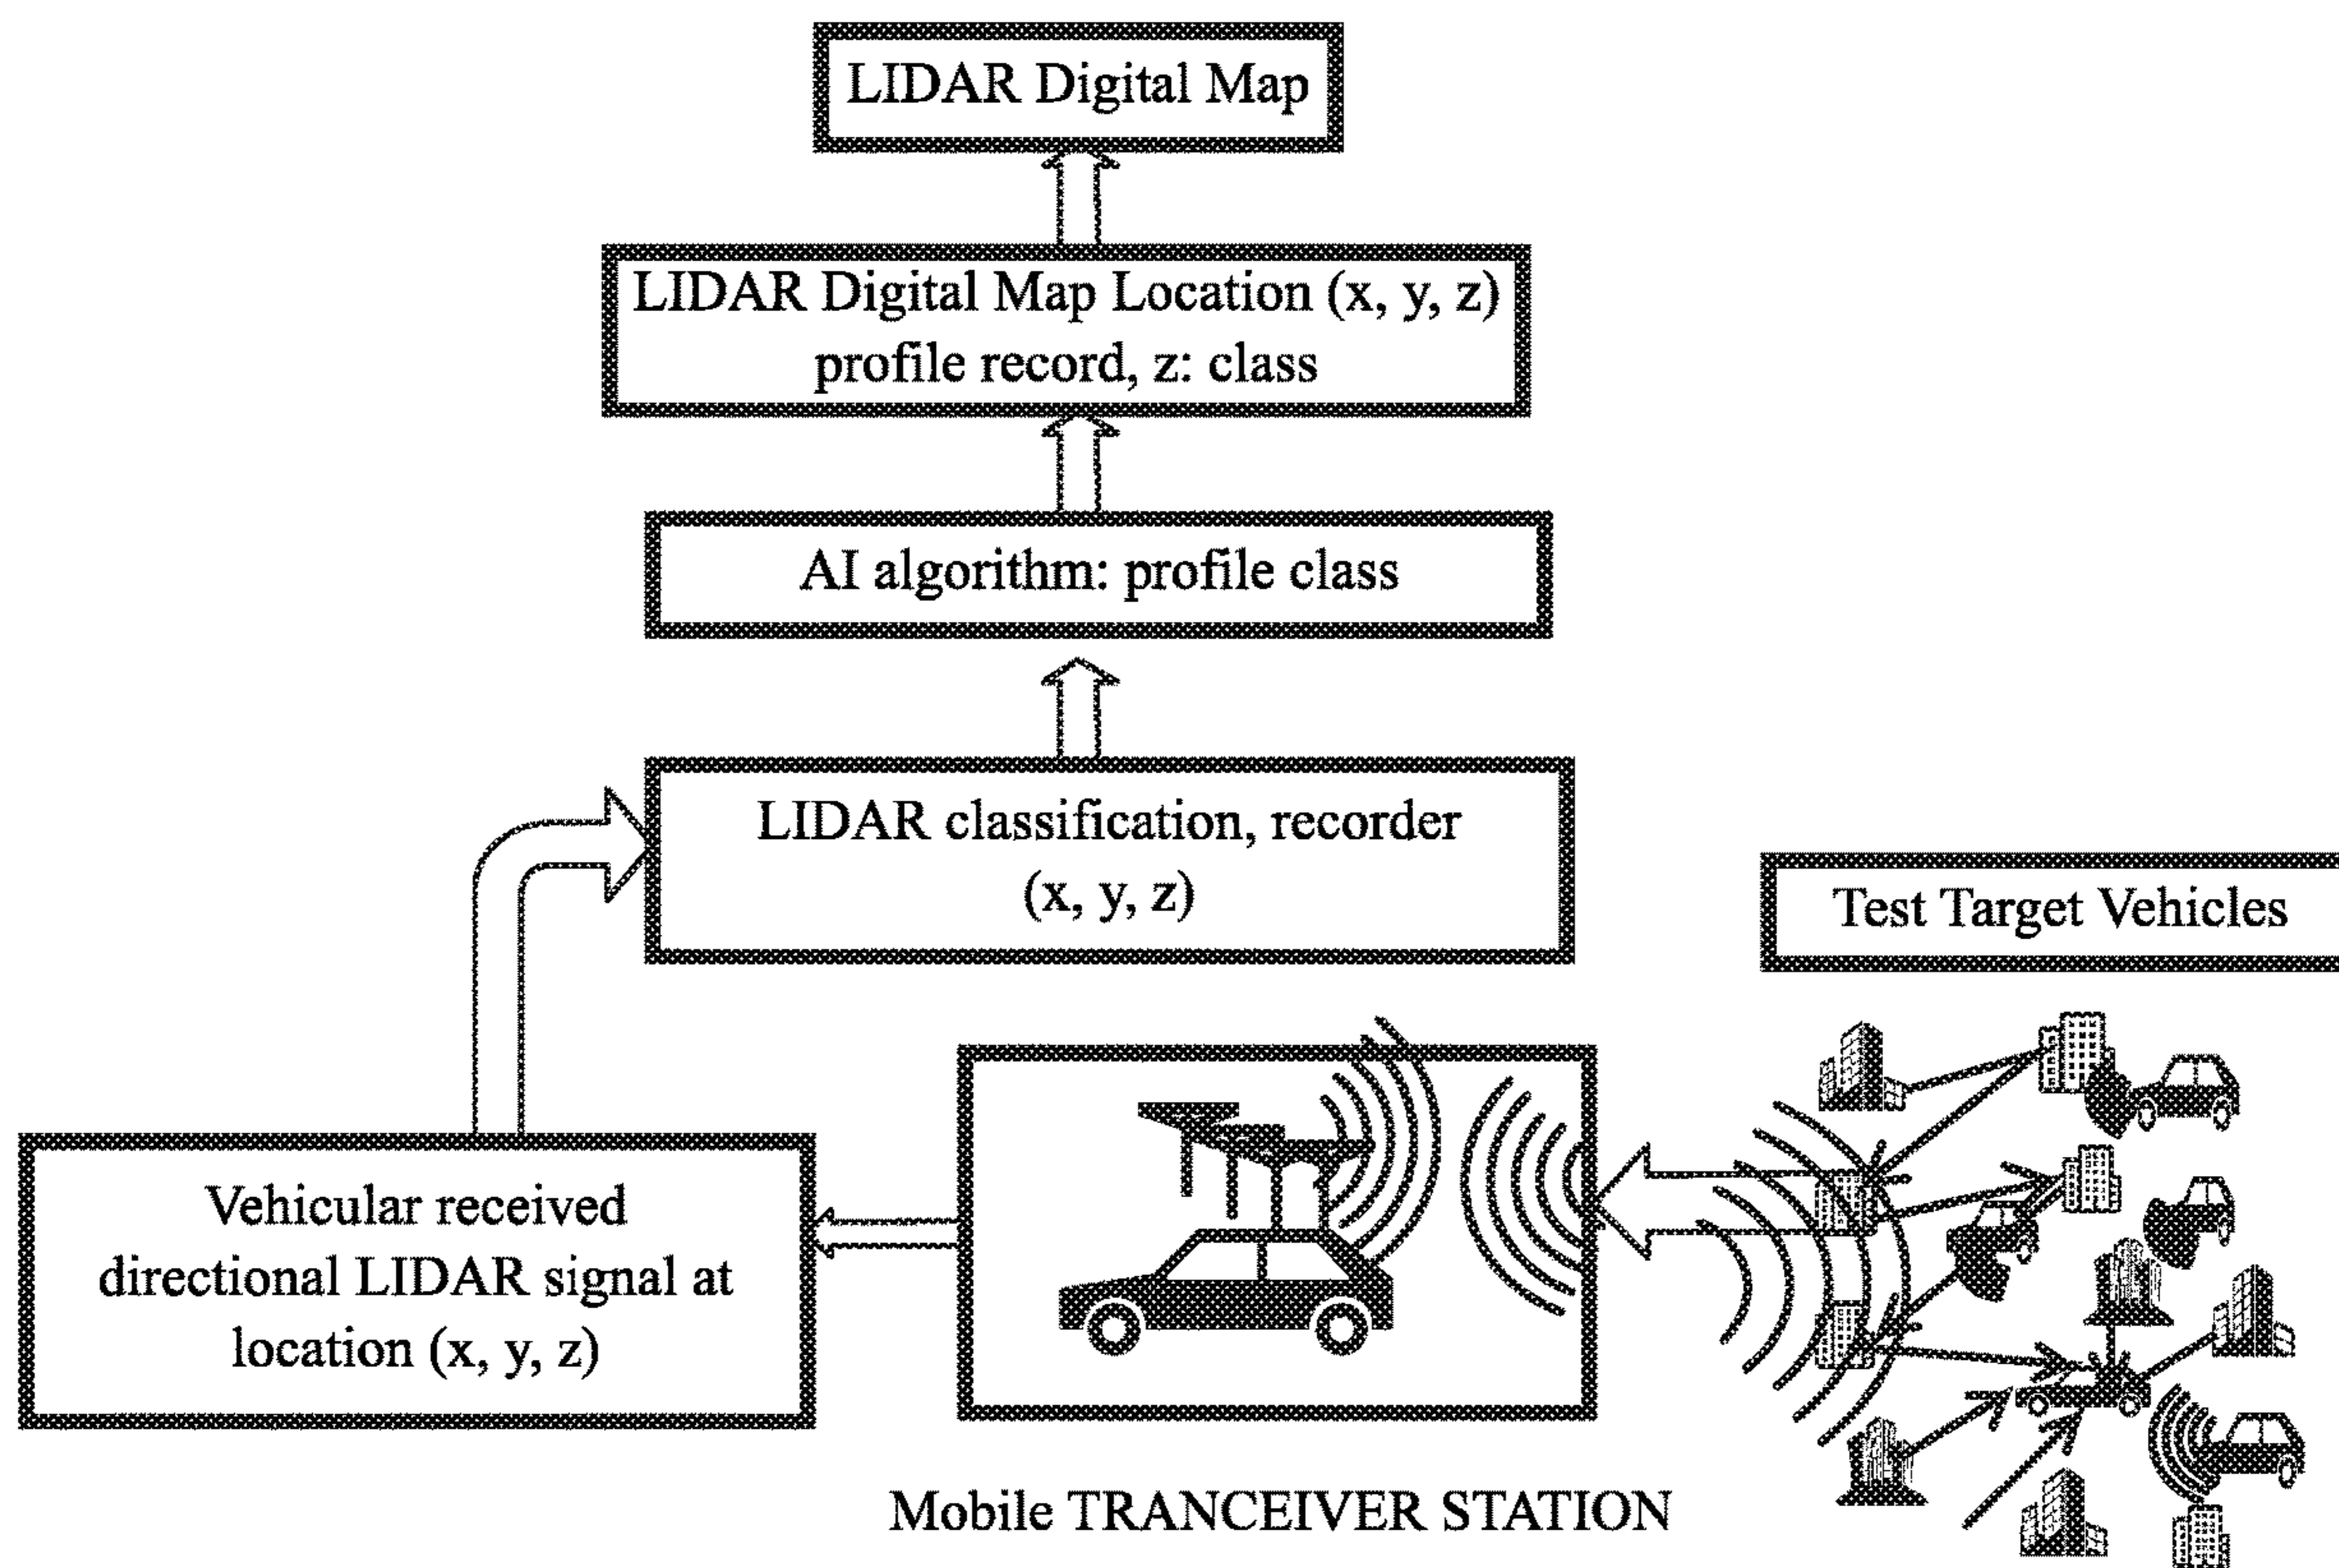 LIDAR Digital Map
LIDAR Digital Map Location (x, y, z)
profile record, z: class
AI algorithm: profile class
LIDAR classification, recorder
(x, y, z)
Test Target Vehicles
Vehicular received
directional LIDAR signal at
location (x, y, z)
Mobile TRANCEIVER STATION